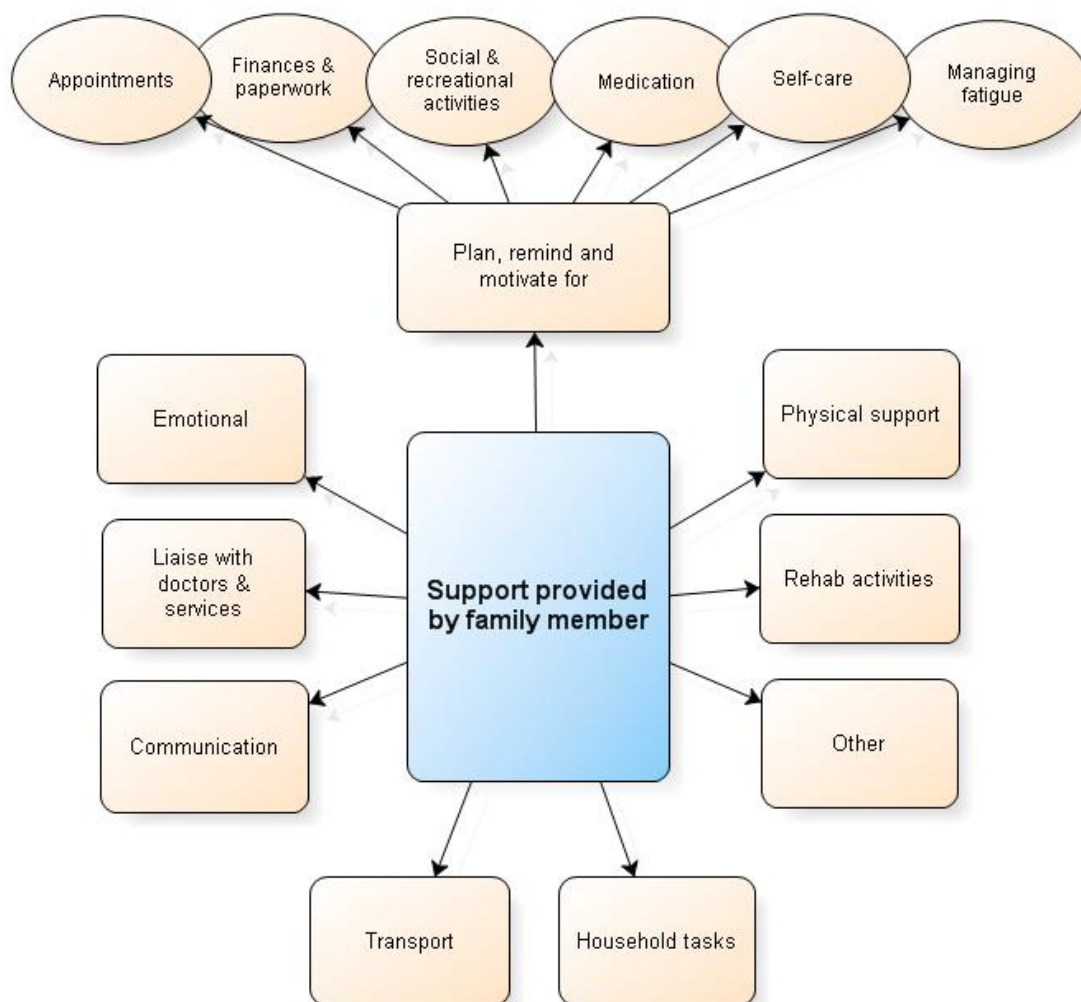 Appointments
Finances &
paperwork
Social &
recreational
activities
Medication
Self-care
Managing
fatigue
Plan, remind and
motivate for
Emotional
Physical support
Liaise with
doctors &
services
Support provided
by family member
Rehab activities
Communication
Other
Transport
Household tasks